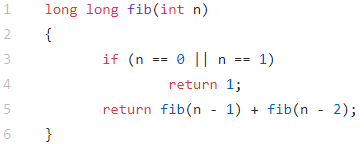 1 long long fib(int n)
2 {
3 if (n == 0 || n == 1)
4 return 1;
5 return fib(n - 1) + fib(n - 2);
6 }